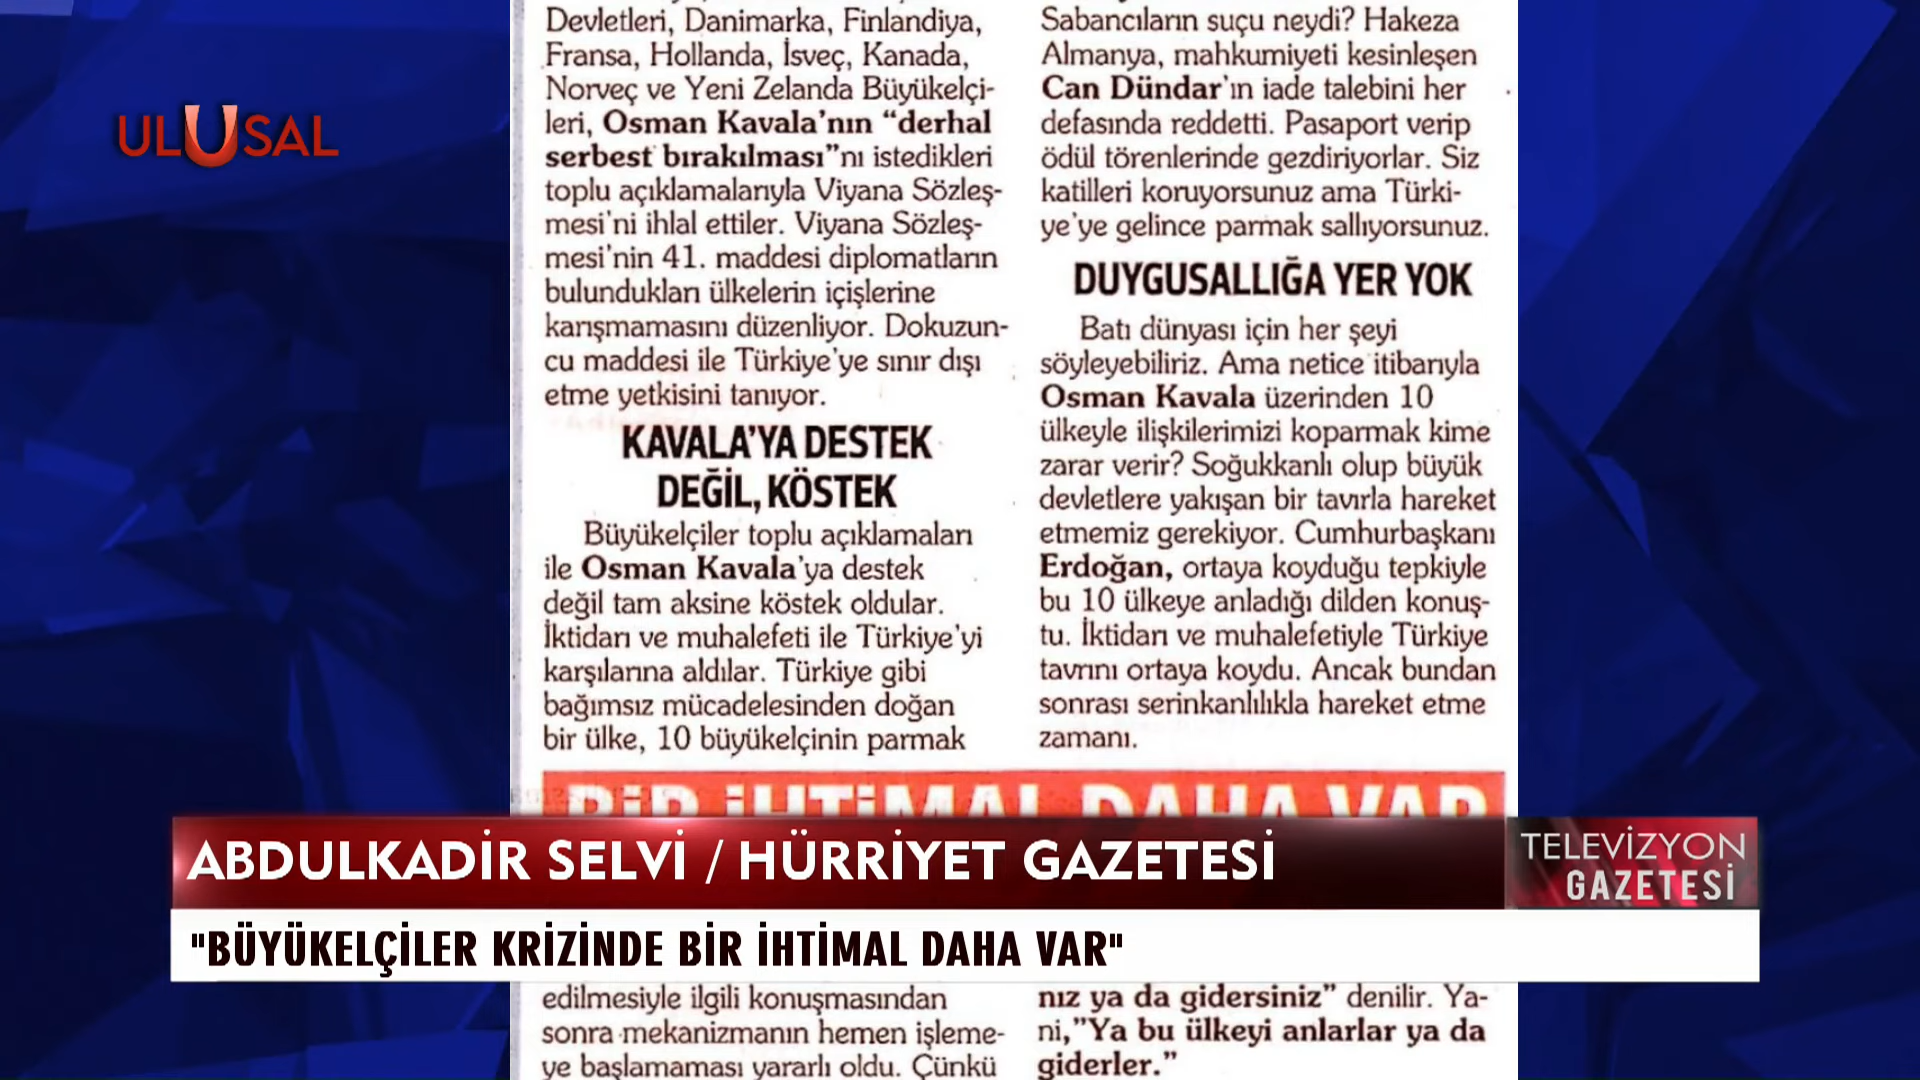 ULUSAL
Devletleri, Danimarka, Finlandiya,
Fransa, Hollanda, İsveç, Kanada,
Norveç ve Yeni Zelanda Büyükelçi-
leri, Osman Kavala’nın “derhal
serbest bırakılması”nı istedikleri
toplu açıklamalarıyla Viyana Sözleş-
mesi’ni ihlal ettiler. Viyana Sözleş-
mesi’nin 41. maddesi diplomatların
bulundukları ülkelerin içişlerine
karışmamasını düzenliyor. Dokuzun-
cu maddesi ile Türkiye’ye sınır dışı
etme yetkisini tanıyor.
KAVALA’YA DESTEK
DEĞİL, KÖSTEK
Büyükelçiler toplu açıklamaları
ile Osman Kavala’ya destek
değil tam aksine köstek oldular.
İktidarı ve muhalefeti ile Türkiye’yi
karşılarına aldılar. Türkiye gibi
bağımsız mücadelesinden doğan
bir ülke, 10 büyükelçinin parmak
Sabancıların suçu neydi? Hakeza
Almanya, mahkumiyeti kesinleşen
Can Dündar’ın iade talebini her
defasında reddetti. Pasaport verip
ödül törenlerinde gezdiriyorlar. Siz
katilleri koruyorsunuz ama Türki-
ye’ye gelince parmak sallıyorsunuz.
DUYGUSALLIĞA YER YOK
Batı dünyası için her şeyi
söyleyebiliriz. Ama netice itibarıyla
Osman Kavala üzerinden 10
ülkeyle ilişkilerimizi koparmak kime
zarar verir? Soğukkanlı olup büyük
devletlere yakışan bir tavırla hareket
etmemiz gerekiyor. Cumhurbaşkanı
Erdoğan, ortaya koyduğu tepkiyle
bu 10 ülkeye anladığı dilden konuş-
tu. İktidarı ve muhalefetiyle Türkiye
tavrını ortaya koydu. Ancak bundan
sonrası serinkanlılıkla hareket etme
zamanı.
BİR İHTİMAL DAHA VAR
ABDULKADİR SELVİ / HÜRRİYET GAZETESİ
TELEVİZYON
GAZETESİ
"BÜYÜKELÇİLER KRİZİNDE BİR İHTİMAL DAHA VAR"
edilmesiyle ilgili konuşmasından
sonra mekanizmanın hemen işleme-
ye başlamaması yararlı oldu. Çünkü
nız ya da gidersiniz” denilir. Ya-
ni,”Ya bu ülkeyi anlarlar ya da
giderler.”